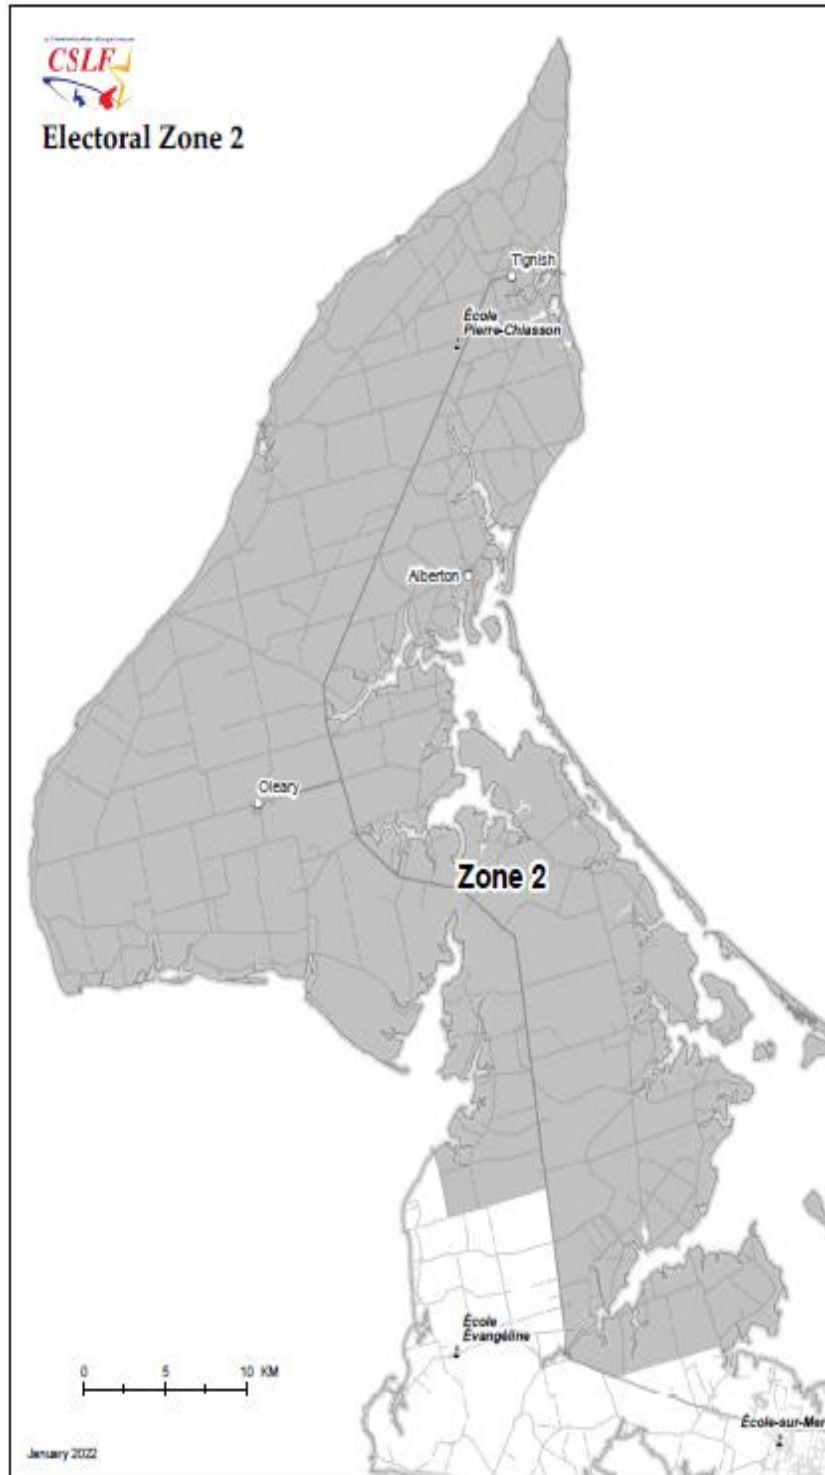 CSLF
Electoral Zone 2
Tignish
École
Pierre-Chiasson
Alberton
Oleary
Zone 2
École
Évangéline
0 5 10 KM
École-sur-Mer
January 2022